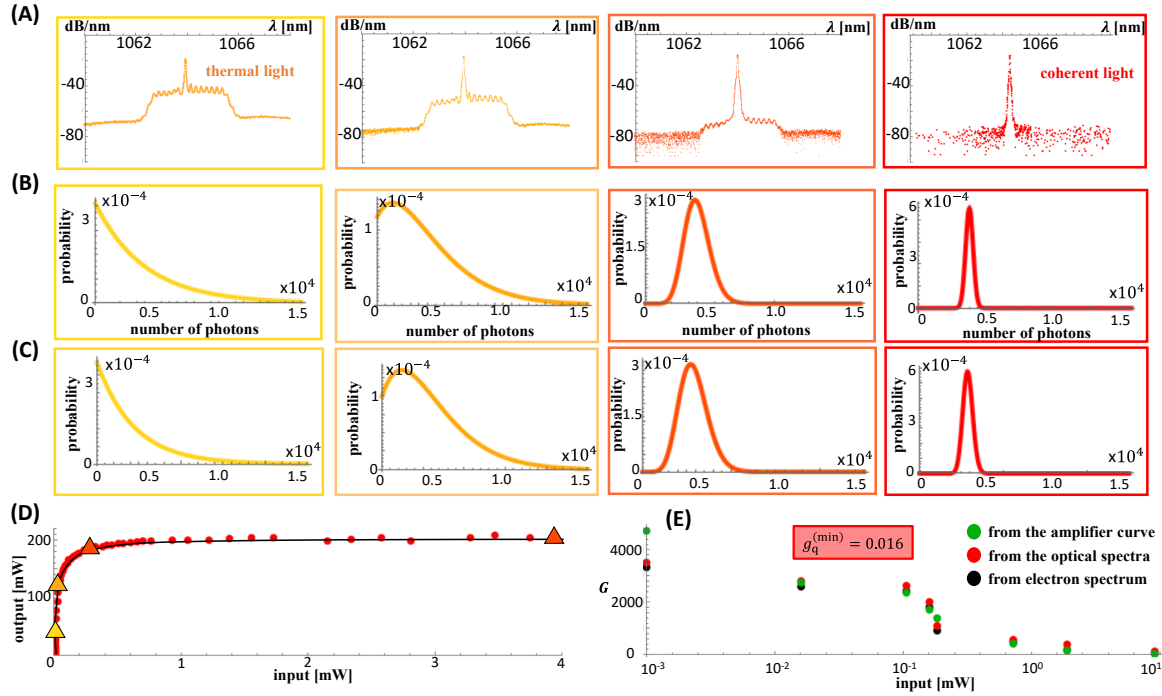 (A)
dB/nm λ [nm]
1062 1066
-40
-80
thermal light
dB/nm λ [nm]
1062 1066
-40
-80
dB/nm λ [nm]
1062 1066
-40
-80
dB/nm λ [nm]
1062 1066
-40
-80
coherent light
(B)
x10⁻⁴
probability
3
0
x10⁴
0 0.5 1.0 1.5
number of photons
x10⁻⁴
probability
1
0
x10⁴
0 0.5 1.0 1.5
number of photons
x10⁻⁴
probability
3
1.5
0
x10⁴
0 0.5 1.0 1.5
number of photons
x10⁻⁴
probability
6
4
2
0
x10⁴
0 0.5 1.0 1.5
number of photons
(C)
x10⁻⁴
probability
3
0
x10⁴
0 0.5 1.0 1.5
x10⁻⁴
probability
1
0
x10⁴
0 0.5 1.0 1.5
x10⁻⁴
probability
3
1.5
0
x10⁴
0 0.5 1.0 1.5
x10⁻⁴
probability
6
4
2
0
x10⁴
0 0.5 1.0 1.5
(D)
output [mW]
200
100
0
0 1 2 3 4
input [mW]
(E)
G
4000
2000
0
g_q^(min) = 0.016
from the amplifier curve
from the optical spectra
from electron spectrum
10⁻³ 10⁻² 10⁻¹ 10⁰ 10¹
input [mW]